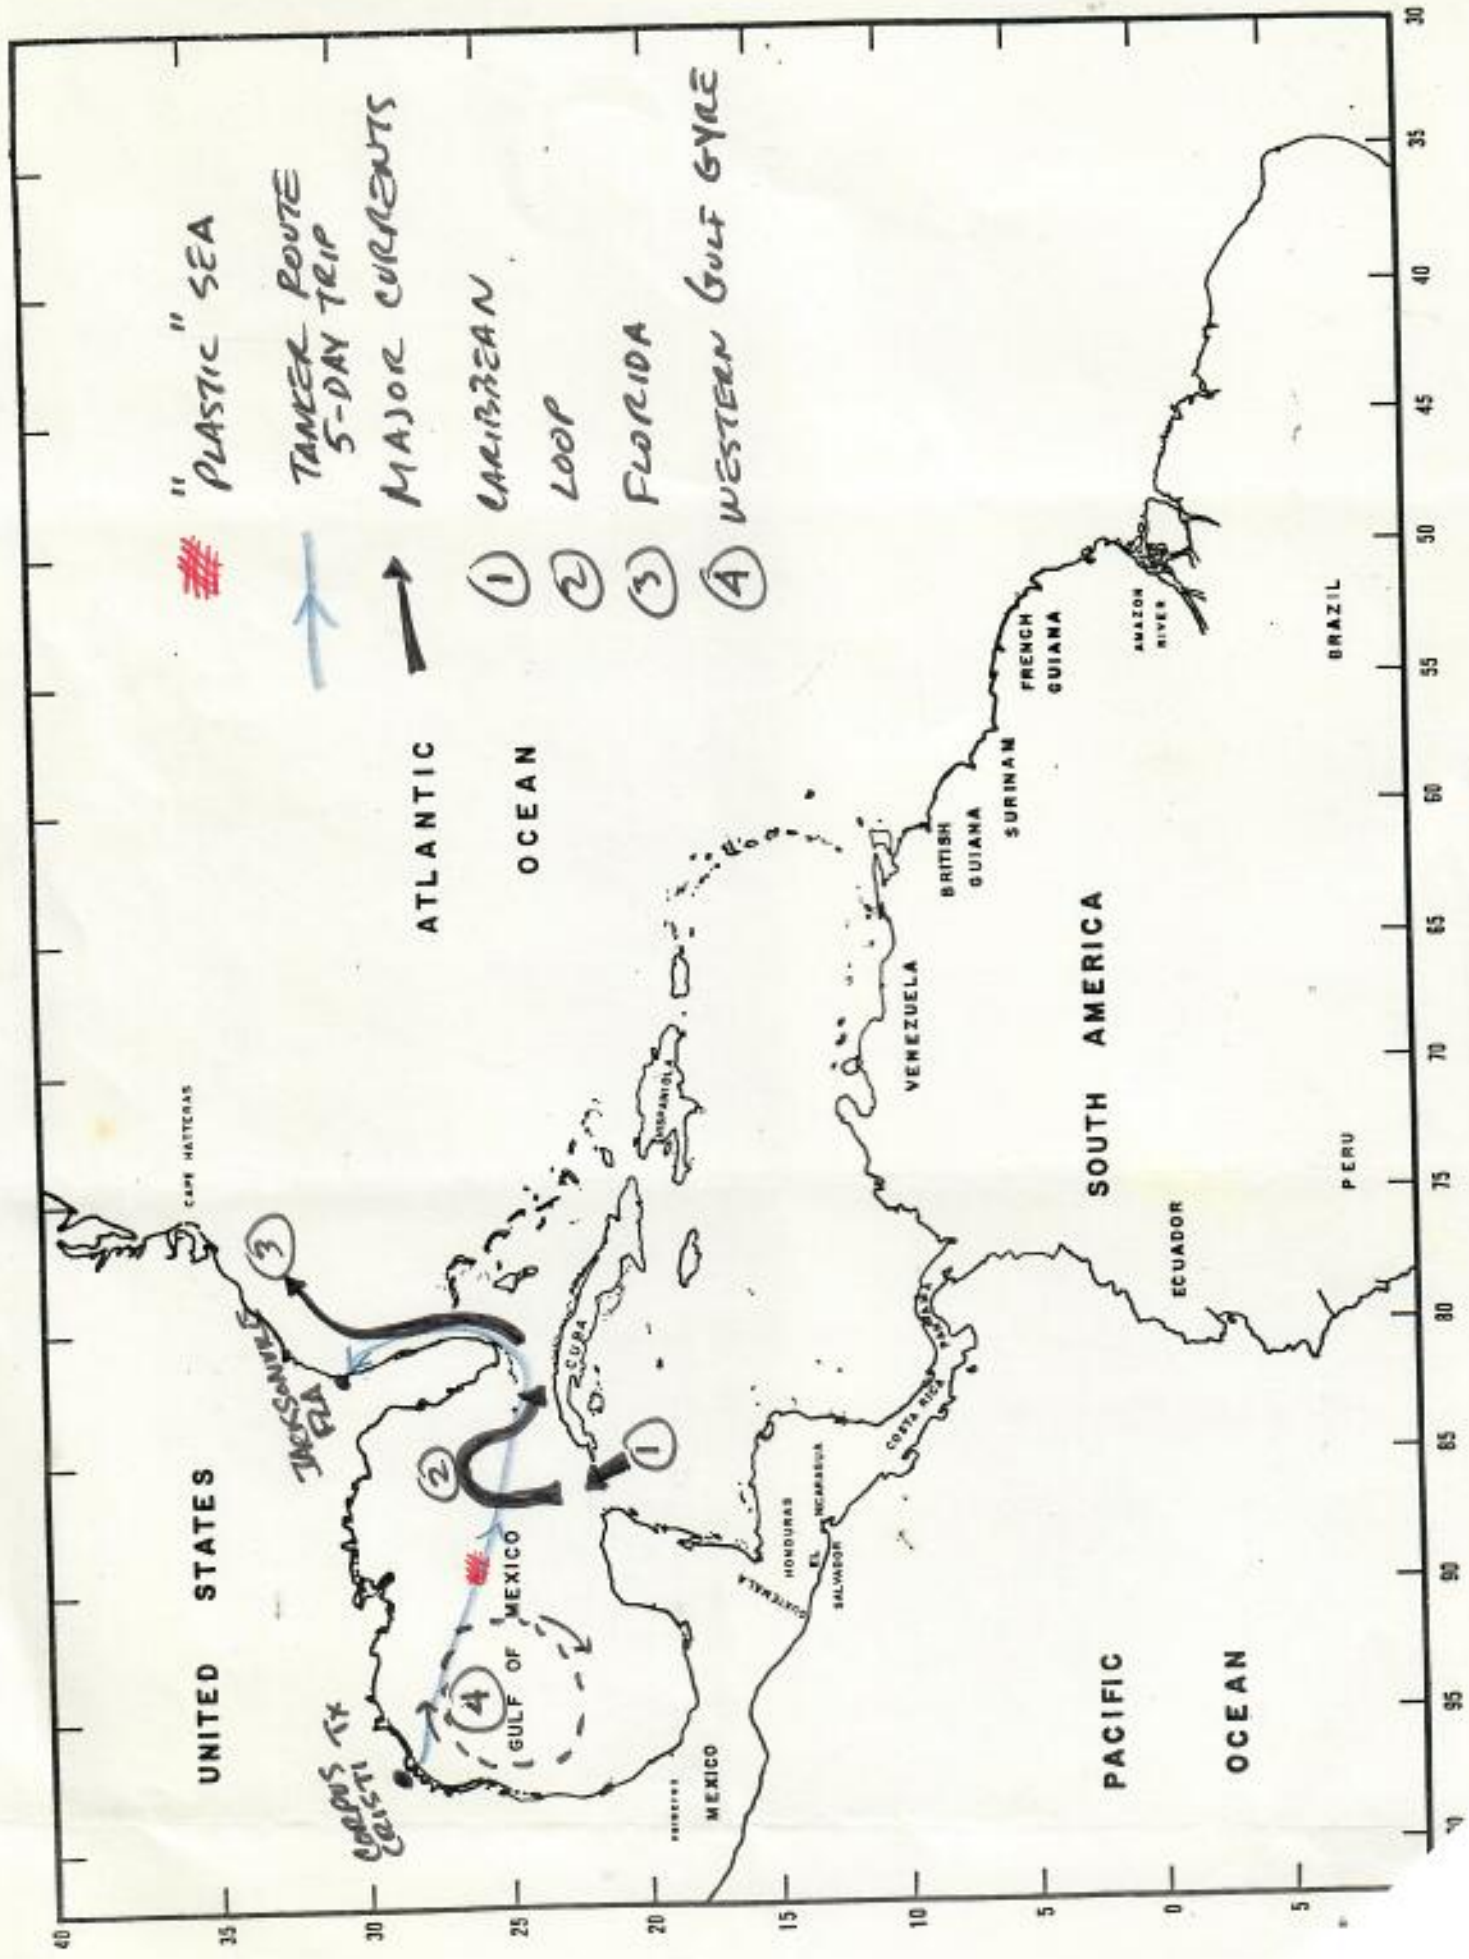 "PLASTIC" SEA
TANKER ROUTE
5-DAY TRIP
MAJOR CURRENTS
① CARIBBEAN
② LOOP
③ FLORIDA
④ WESTERN GULF GYRE
UNITED STATES
CAPE HATTERAS
ATLANTIC
OCEAN
JACKSONVILLE
FLA
CORPUS TX
CRISTI
③
②
①
④
GULF OF MEXICO
CUBA
HISPANIOLA
MEXICO
GUATEMALA
HONDURAS
EL
SALVADOR
NICARAGUA
COSTA RICA
PANAMA
VENEZUELA
BRITISH
GUIANA
SURINAM
FRENCH
GUIANA
AMAZON
RIVER
BRAZIL
SOUTH AMERICA
ECUADOR
PERU
PACIFIC
OCEAN
40
35
30
25
20
15
10
5
0
5
95
90
85
80
75
70
65
60
55
50
45
40
35
30